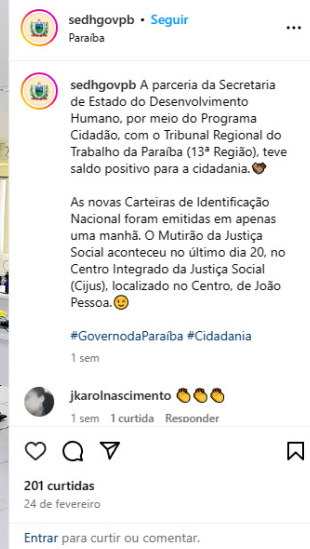 sedhgovpb • Seguir
Paraíba
sedhgovpb A parceria da Secretaria
de Estado do Desenvolvimento
Humano, por meio do Programa
Cidadão, com o Tribunal Regional do
Trabalho da Paraíba (13ª Região), teve
saldo positivo para a cidadania.🤝🏾
As novas Carteiras de Identificação
Nacional foram emitidas em apenas
uma manhã. O Mutirão da Justiça
Social aconteceu no último dia 20, no
Centro Integrado da Justiça Social
(Cijus), localizado no Centro, de João
Pessoa.😉
#GovernodaParaíba #Cidadania
1 sem
jkarolnascimento 👏👏👏
1 sem 1 curtida Responder
201 curtidas
24 de fevereiro
Entrar para curtir ou comentar.